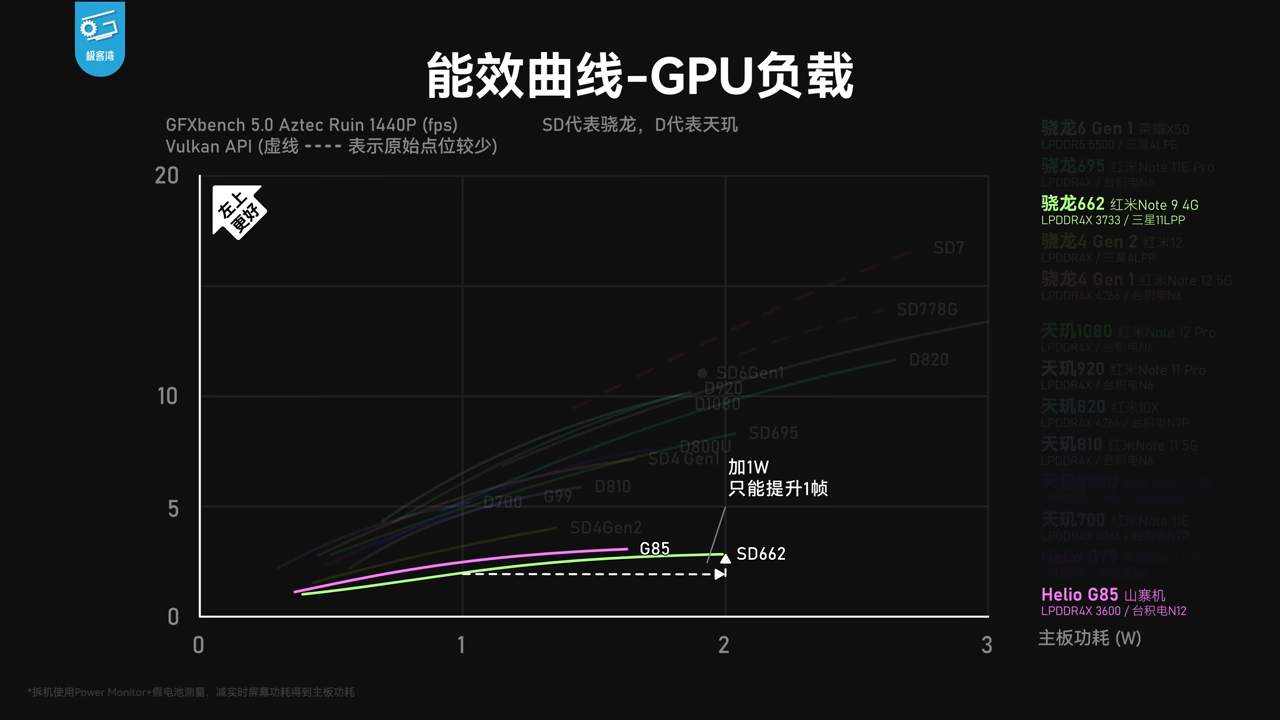 极客湾
能效曲线-GPU负载
GFXbench 5.0 Aztec Ruin 1440P (fps)
SD代表骁龙，D代表天玑
Vulkan API (虚线 ---- 表示原始点位较少)
骁龙6 Gen 1 荣耀X50
LPDDR5 5500 / 三星4LPE
骁龙695 红米Note 11E Pro
LPDDR4X / 台积电N6
骁龙662 红米Note 9 4G
LPDDR4X 3733 / 三星11LPP
骁龙4 Gen 2 红米12
LPDDR4X / 三星4LPP
骁龙4 Gen 1 红米Note 12 5G
LPDDR4X 4266 / 台积电N6
天玑1080 红米Note 12 Pro
LPDDR4X / 台积电N6
天玑920 红米Note 11 Pro
LPDDR4X / 台积电N6
天玑820 红米10X
LPDDR4X 4266 / 台积电N7P
天玑810 红米Note 11 5G
LPDDR4X / 台积电N6
天玑700 红米Note 11E
Helio G85 山寨机
LPDDR4X 3600 / 台积电N12
20
左上
更好
SD7
SD778G
D820
SD6Gen1
D920
10
D1080
SD695
D800U
SD4 Gen1
加1W
只能提升1帧
D810
G99
D700
5
SD4Gen2
G85
SD662
0
0
1
2
3
主板功耗 (W)
*拆机使用Power Monitor+假电池测量，减实时屏幕功耗得到主板功耗